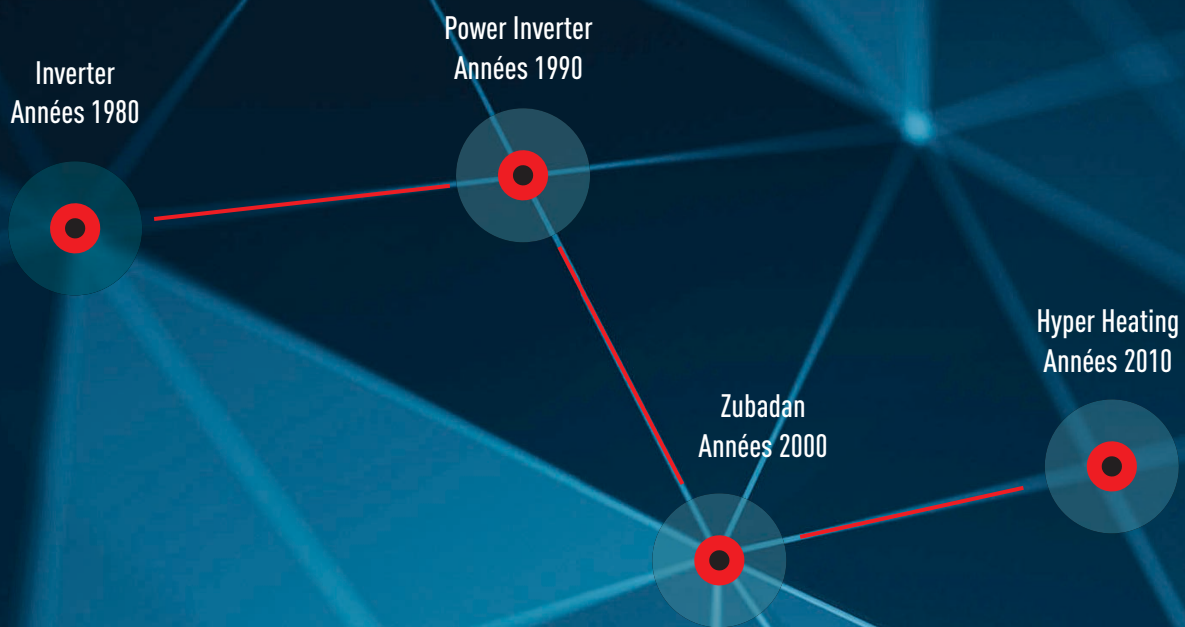 Inverter
Années 1980
Power Inverter
Années 1990
Zubadan
Années 2000
Hyper Heating
Années 2010